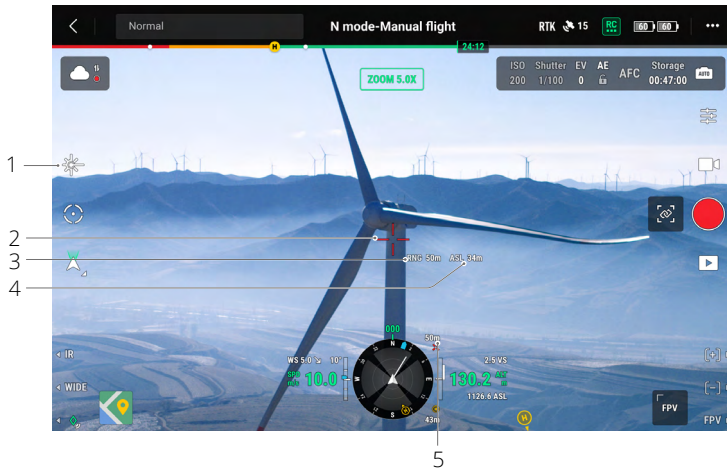 Normal
N mode-Manual flight
RTK 15 RC 60 60
24:12
ZOOM 5.0X
ISO Shutter EV AE AFC Storage AUTO
200 1/100 0 00:47:00
1
2
3
4
RNG 50m ASL 34m
000
50m
N
WS 5.0 10°
2.5 VS
IR
SPD m/s 10.0
W
E
130.2 ALT m
1126.6 ASL
WIDE
S
43m
H
FPV
FPV
5